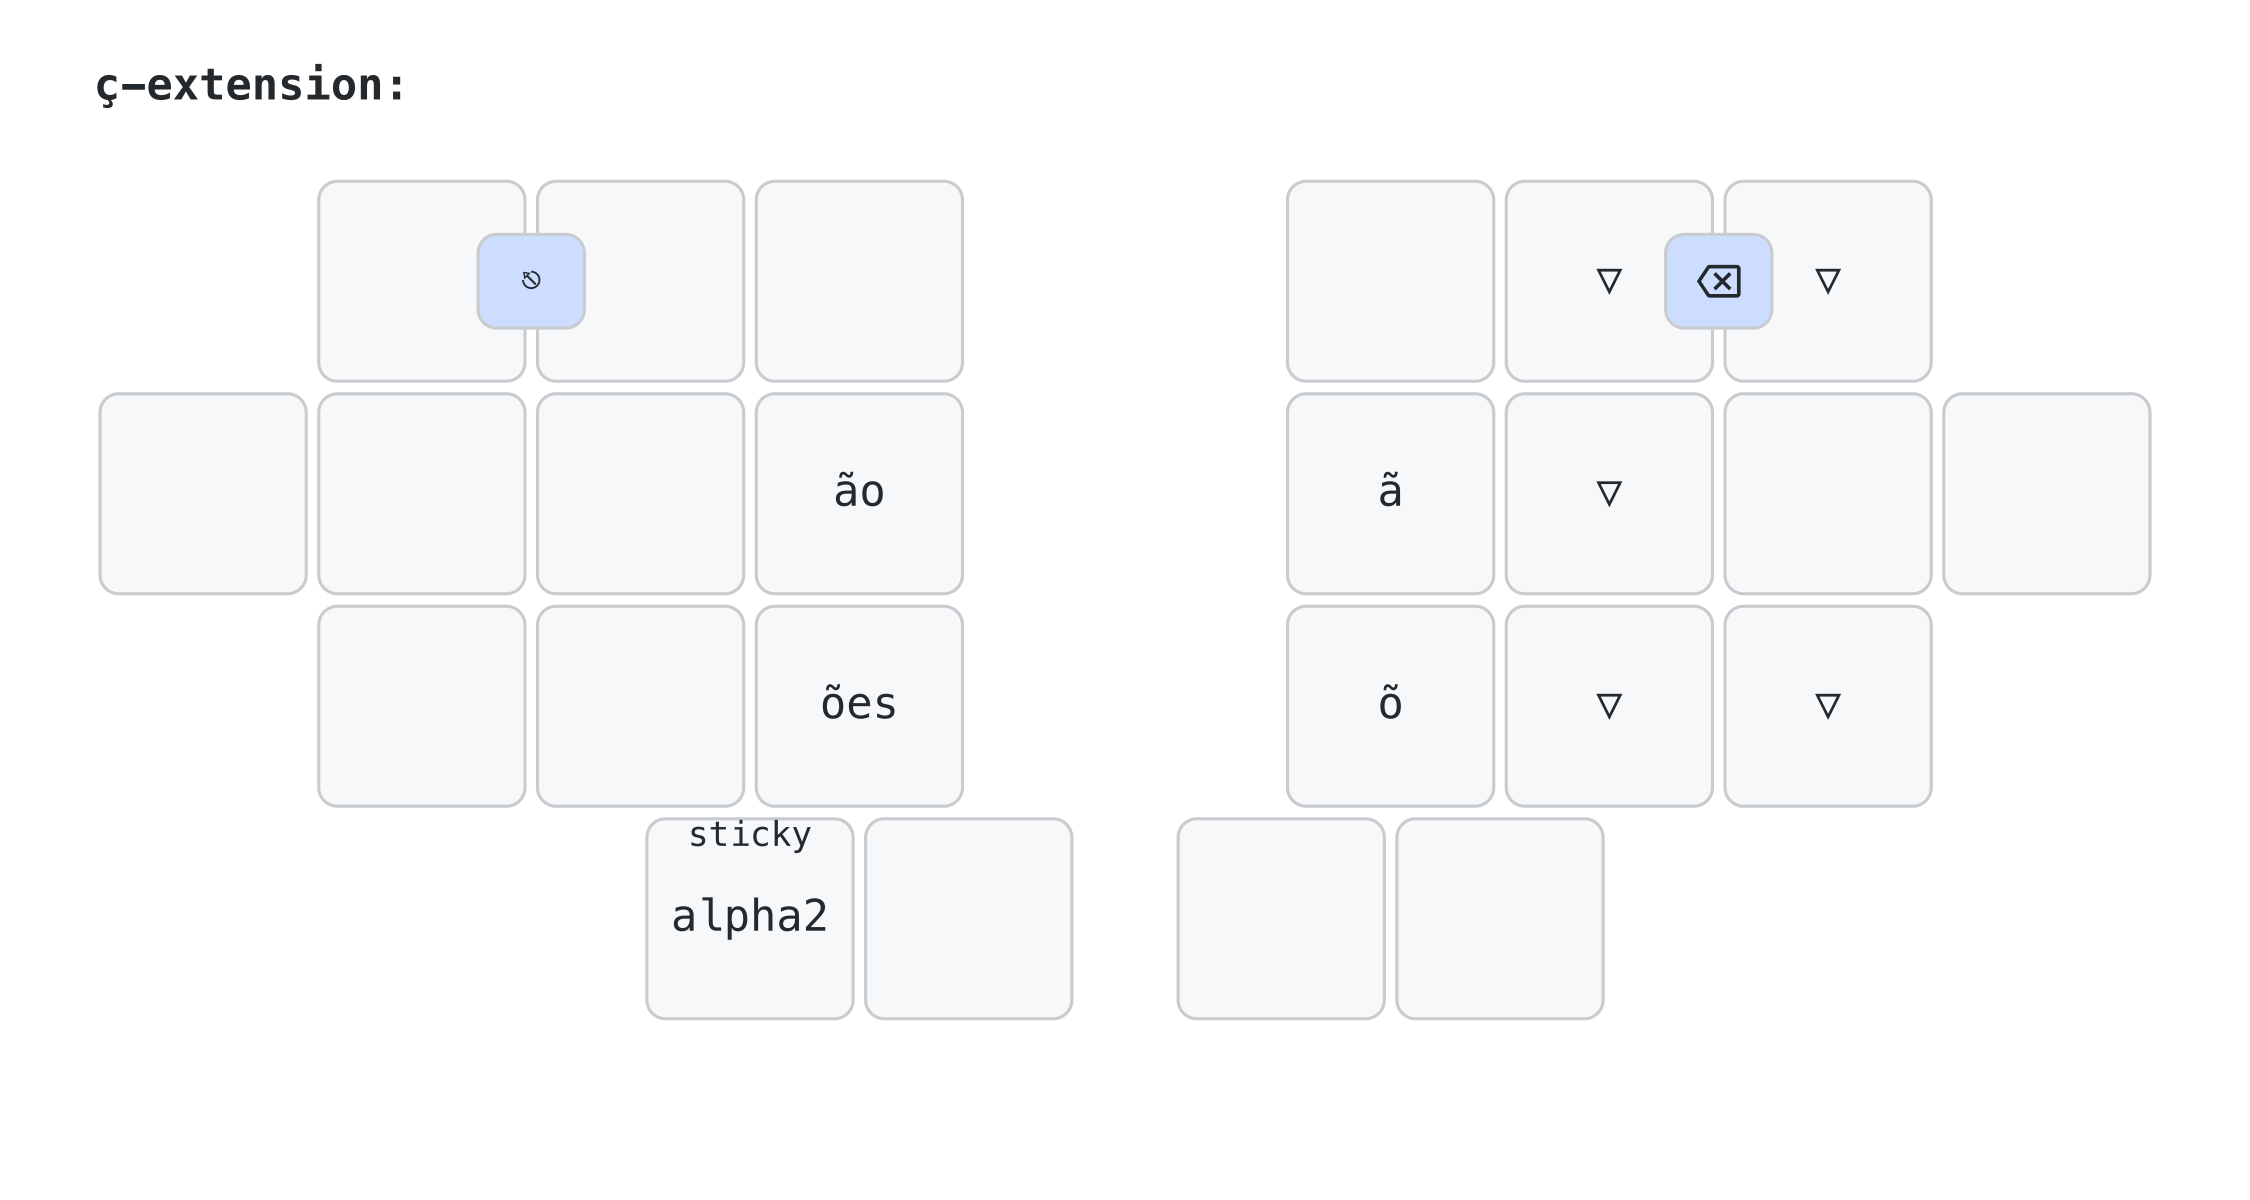 ç-extension:
⎋ ▽ ⌫ ▽
ão ã ▽
ões õ ▽ ▽
sticky
alpha2